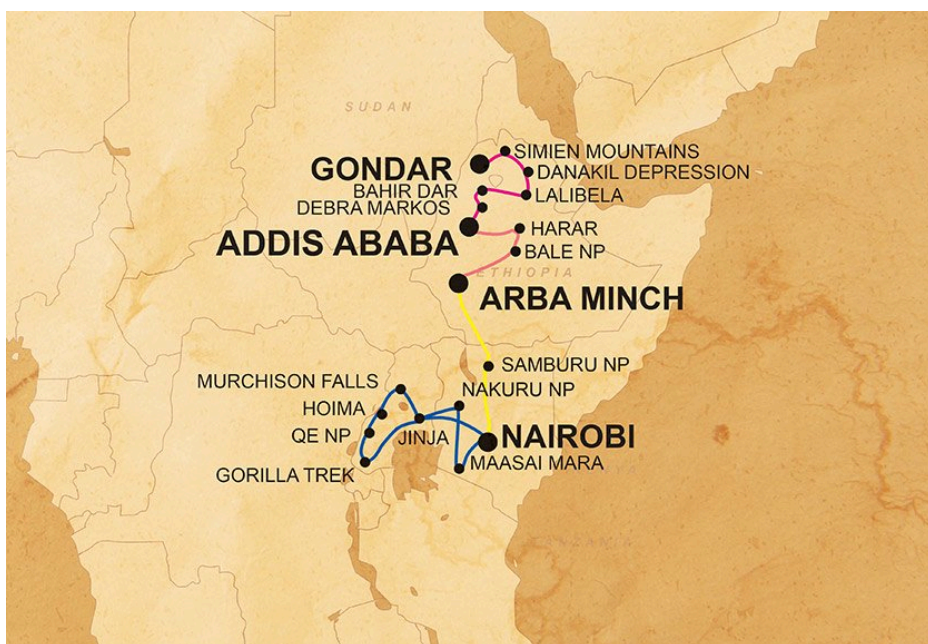 SUDAN
SIMIEN MOUNTAINS
GONDAR
DANAKIL DEPRESSION
BAHIR DAR
LALIBELA
DEBRA MARKOS
HARAR
ADDIS ABABA
BALE NP
ETHIOPIA
ARBA MINCH
SAMBURU NP
MURCHISON FALLS
NAKURU NP
HOIMA
QE NP
JINJA
NAIROBI
MAASAI MARA
GORILLA TREK